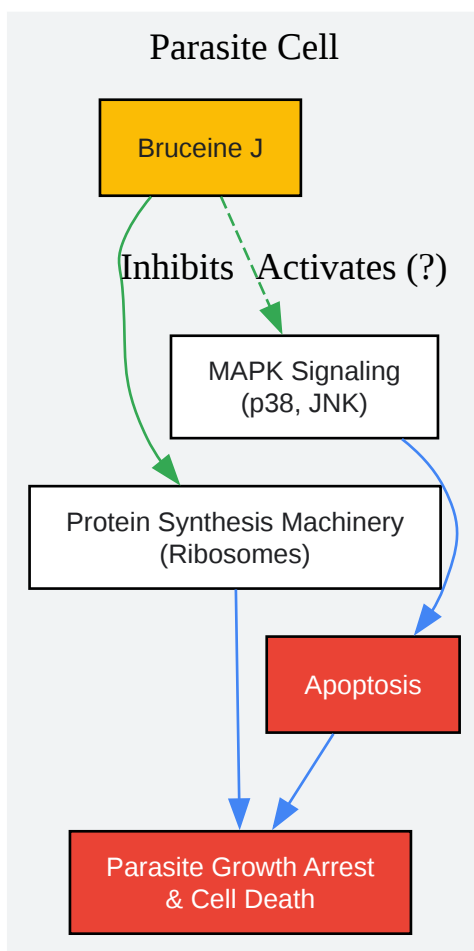 Parasite Cell
Bruceine J
Inhibits
Activates (?)
MAPK Signaling
(p38, JNK)
Protein Synthesis Machinery
(Ribosomes)
Apoptosis
Parasite Growth Arrest
& Cell Death